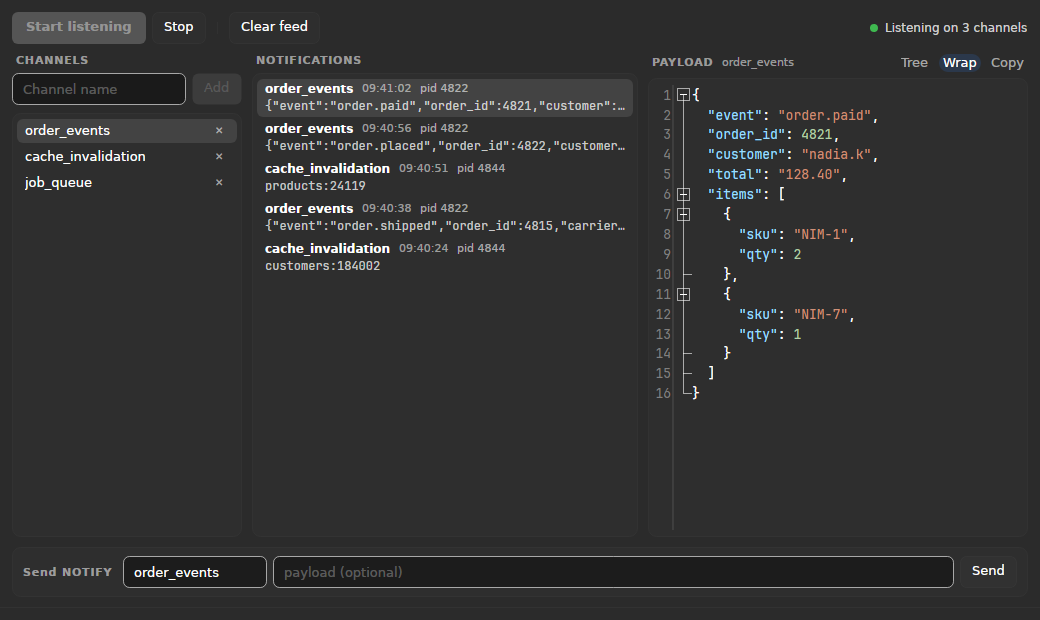 Start listening Stop Clear feed Listening on 3 channels
CHANNELS
Channel name Add
order_events ×
cache_invalidation ×
job_queue ×
NOTIFICATIONS
order_events 09:41:02 pid 4822
{"event":"order.paid","order_id":4821,"customer":…
order_events 09:40:56 pid 4822
{"event":"order.placed","order_id":4822,"customer…
cache_invalidation 09:40:51 pid 4844
products:24119
order_events 09:40:38 pid 4822
{"event":"order.shipped","order_id":4815,"carrier…
cache_invalidation 09:40:24 pid 4844
customers:184002
PAYLOAD order_events Tree Wrap Copy
1 {
2 "event": "order.paid",
3 "order_id": 4821,
4 "customer": "nadia.k",
5 "total": "128.40",
6 "items": [
7 {
8 "sku": "NIM-1",
9 "qty": 2
10 },
11 {
12 "sku": "NIM-7",
13 "qty": 1
14 }
15 ]
16 }
Send NOTIFY order_events payload (optional) Send